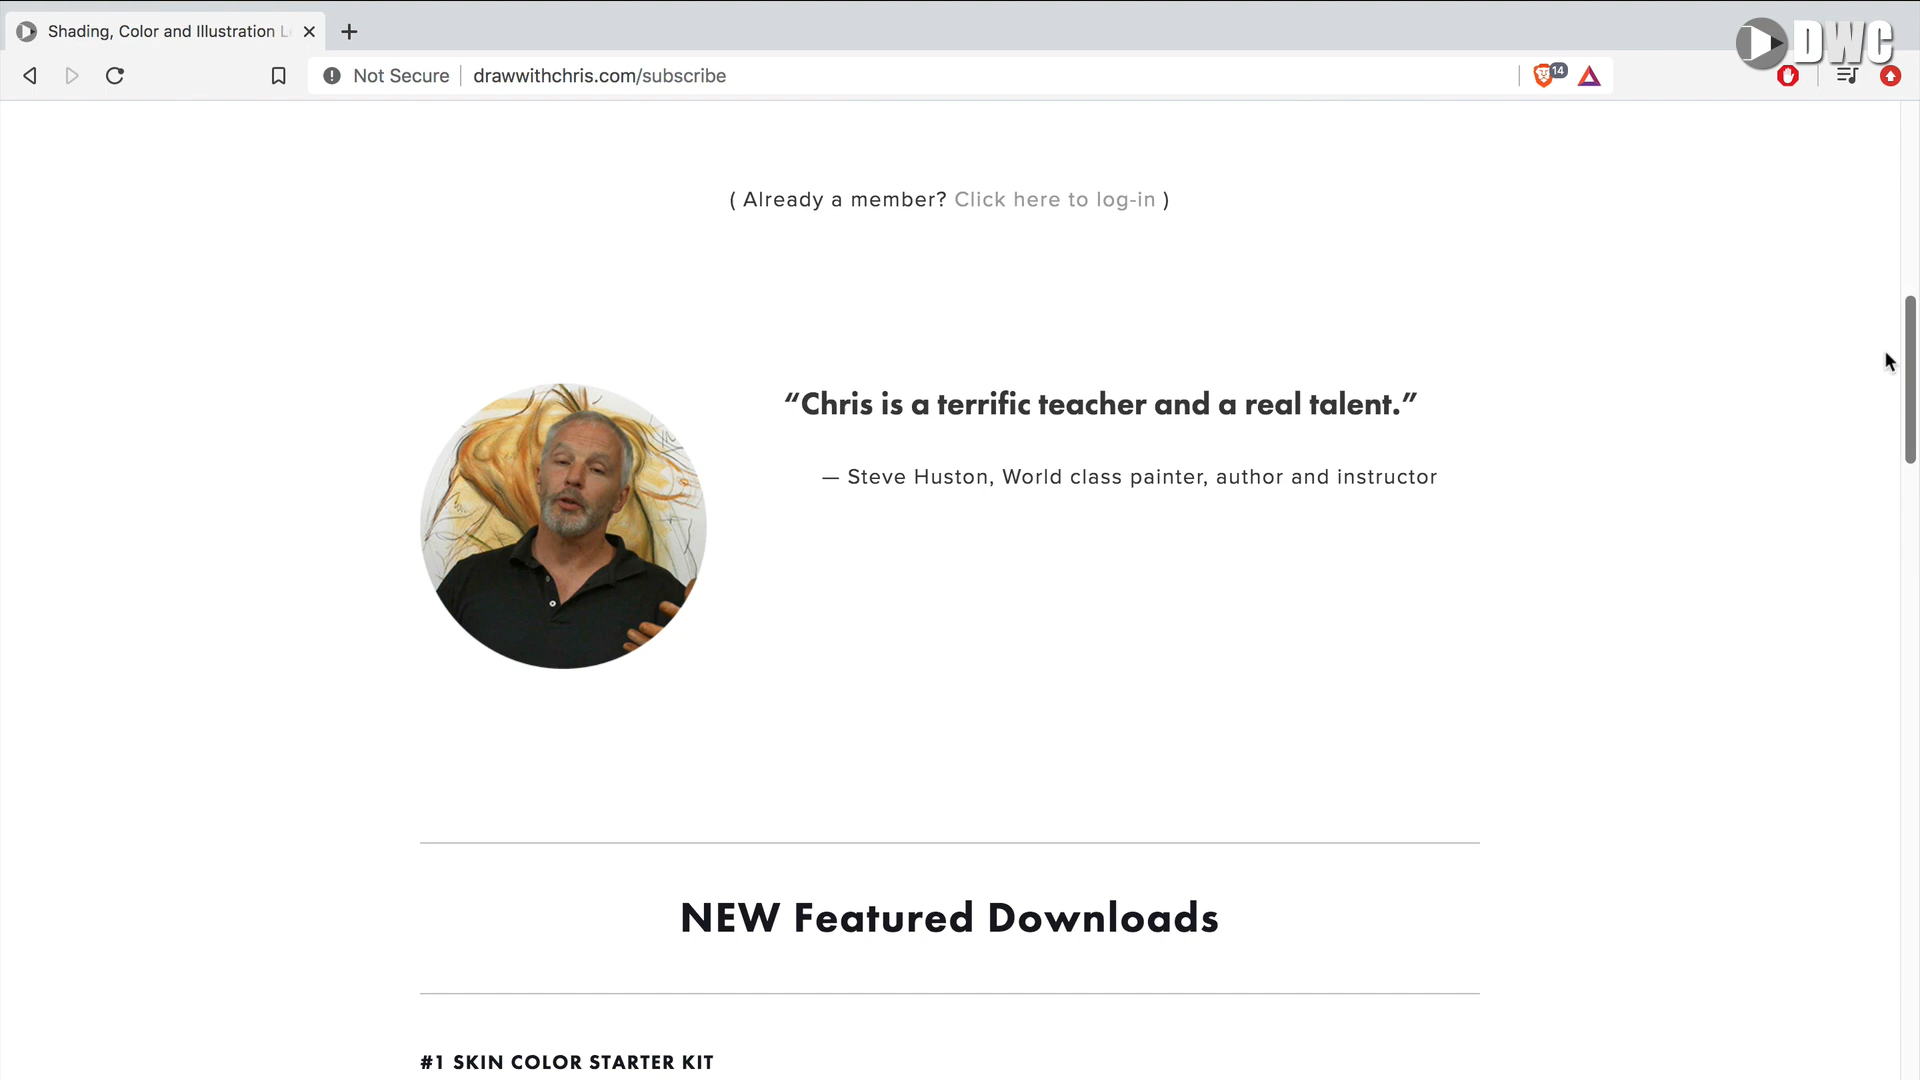 Shading, Color and Illustration L
DWC
Not Secure
drawwithchris.com/subscribe
14
( Already a member? Click here to log-in )
“Chris is a terrific teacher and a real talent.”
— Steve Huston, World class painter, author and instructor
NEW Featured Downloads
#1 SKIN COLOR STARTER KIT